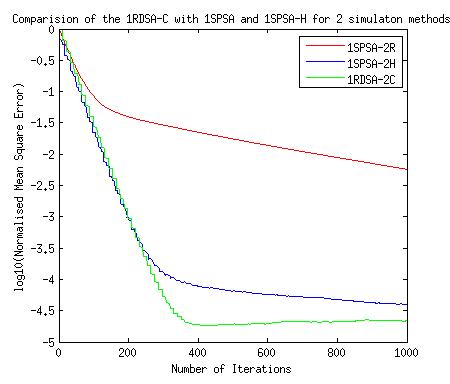 Comparision of the 1RDSA-C with 1SPSA and 1SPSA-H for 2 simulaton methods
1SPSA-2R
1SPSA-2H
1RDSA-2C
log10(Normalised Mean Square Error)
0
-0.5
-1
-1.5
-2
-2.5
-3
-3.5
-4
-4.5
-5
0 200 400 600 800 1000
Number of Iterations